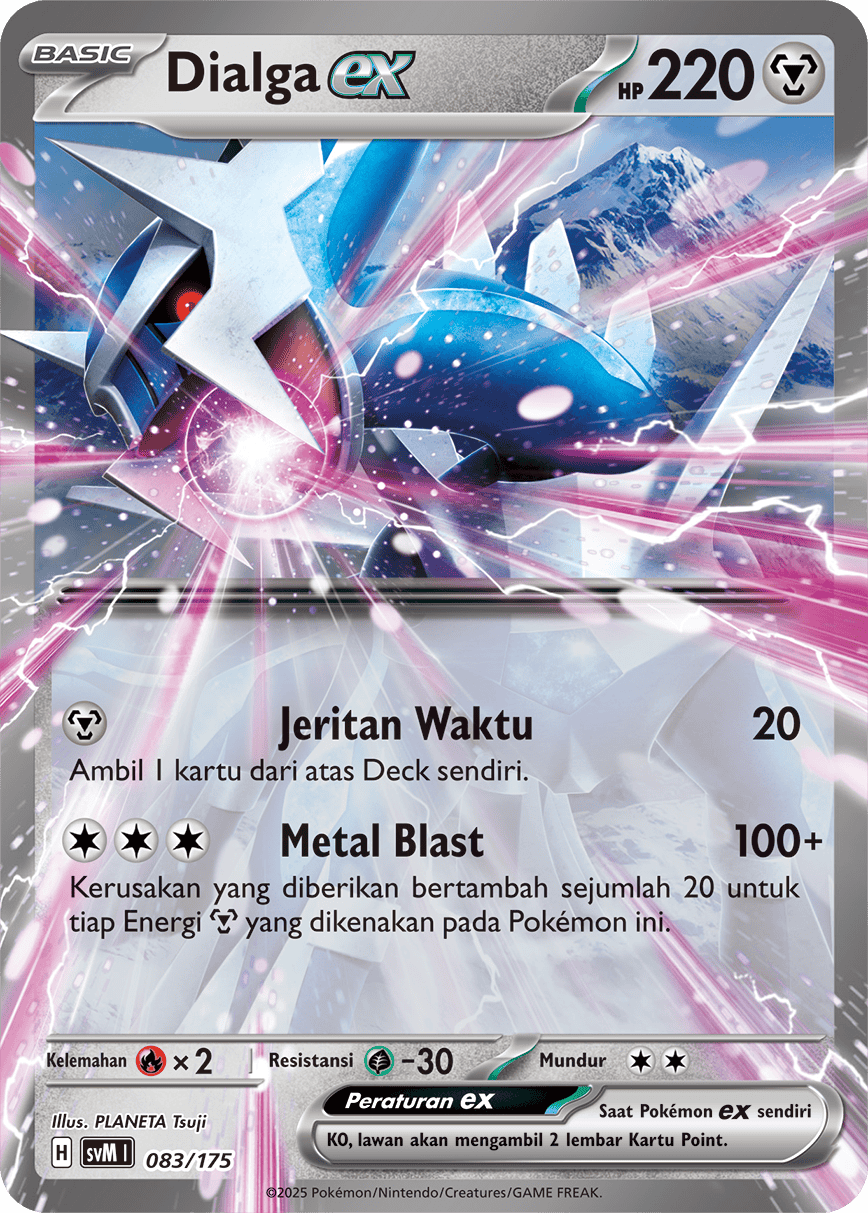 BASIC
Dialga ex
HP 220
Jeritan Waktu 20
Ambil 1 kartu dari atas Deck sendiri.
Metal Blast 100+
Kerusakan yang diberikan bertambah sejumlah 20 untuk
tiap Energi yang dikenakan pada Pokémon ini.
Kelemahan ×2 Resistansi -30 Mundur
Illus. PLANETA Tsuji
Peraturan ex
Saat Pokémon ex sendiri
KO, lawan akan mengambil 2 lembar Kartu Point.
H svM I 083/175
©2025 Pokémon/Nintendo/Creatures/GAME FREAK.